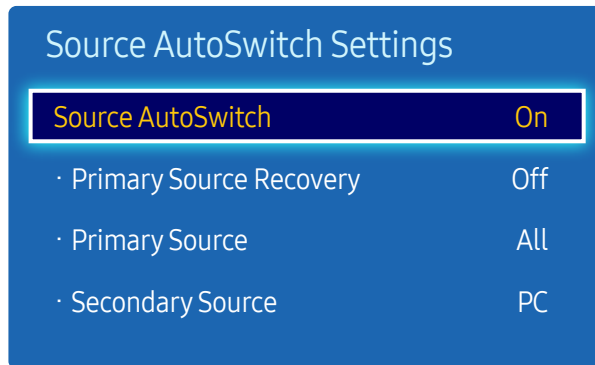 Source AutoSwitch Settings
Source AutoSwitch On
· Primary Source Recovery Off
· Primary Source All
· Secondary Source PC